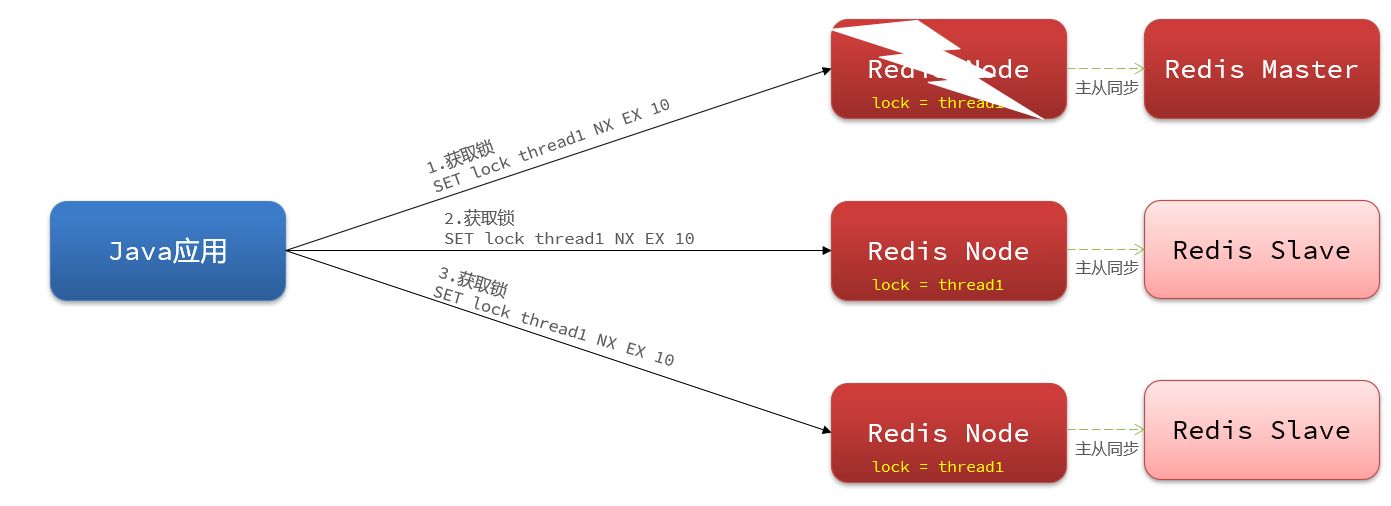 Redis Node
lock = thread1
主从同步
Redis Master
1.获取锁
SET lock thread1 NX EX 10
Java应用
2.获取锁
SET lock thread1 NX EX 10
Redis Node
lock = thread1
主从同步
Redis Slave
3.获取锁
SET lock thread1 NX EX 10
Redis Node
lock = thread1
主从同步
Redis Slave